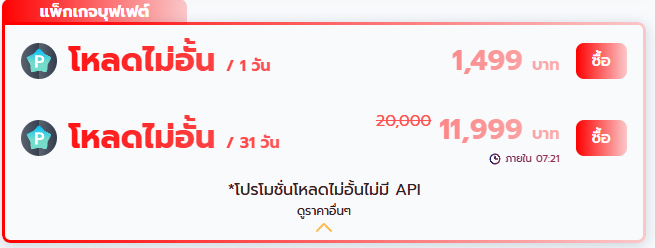 แพ็กเกจบุฟเฟต์
P โหลดไม่อั้น / 1 วัน 1,499 บาท ซื้อ
P โหลดไม่อั้น / 31 วัน 20,000 11,999 บาท ซื้อ
ภายใน 07:21
*โปรโมชั่นโหลดไม่อั้นไม่มี API
ดูราคาอื่นๆ